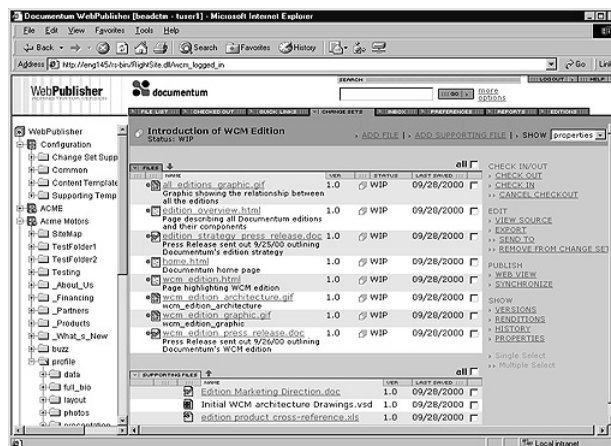 Documentum WebPublisher [beadctm - tuser1] - Microsoft Internet Explorer
File Edit View Favorites Tools Help
Back Search Favorites History
Address http://eng145/rs-bin/RightSite.dll/wcm_logged_in Go Link
WebPublisher
documentum
SEARCH
GO
more options
LOGOUT HELP
FILE LIST CHECKED OUT QUICK LINKS CHANGE SETS INBOX PREFERENCES REPORTS EDITIONS
WebPublisher
Configuration
Change Set Supp
Common
Content Template
Supporting Temp
ACME
Acme Motors
SiteMap
TestFolder1
TestFolder2
Testing
_About_Us
_Financing
_Partners
_Products
_What_s_New
buzz
profile
data
full_bio
layout
photos
presentation
Introduction of WCM Edition
Status: WIP
ADD FILE | ADD SUPPORTING FILE | SHOW properties
all
FILES
NAME VER STATUS LAST SAVED
all_editions_graphic.gif 1.0 WIP 09/28/2000
Graphic showing the relationship between
all the editions
edition_overview.html 1.0 WIP 09/28/2000
Page describing all Documentum editions
and their components
edition_strategy_press_release.doc 1.0 WIP 09/28/2000
Press Release sent out 9/25/00 outlining
Documentum's edition strategy
home.html 1.0 WIP 09/28/2000
Documentum home page
wcm_edition.html 1.0 WIP 09/28/2000
Page highlighting WCM edition
wcm_edition_architecture.gif 1.0 WIP 09/28/2000
wcm_edition_architecture
wcm_edition_graphic.gif 1.0 WIP 09/28/2000
wcm_edition_graphic
wcm_edition_press_release.doc 1.0 WIP 09/28/2000
Press Release sent out 9/26/00 outlining
Documentum's WCM edition
all
SUPPORTING FILES
NAME VER LAST SAVED
Edition Marketing Direction.doc 1.0 09/28/2000
Initial WCM architecture Drawings.vsd 1.0 09/28/2000
edition product cross-reference.xls 1.0 09/28/2000
CHECK IN/OUT
CHECK OUT
CHECK IN
CANCEL CHECKOUT
EDIT
VIEW SOURCE
EXPORT
SEND TO
REMOVE FROM CHANGE SET
PUBLISH
WEB VIEW
SYNCHRONIZE
SHOW
VERSIONS
RENDITIONS
HISTORY
PROPERTIES
Single Select
Multiple Select
Local intranet